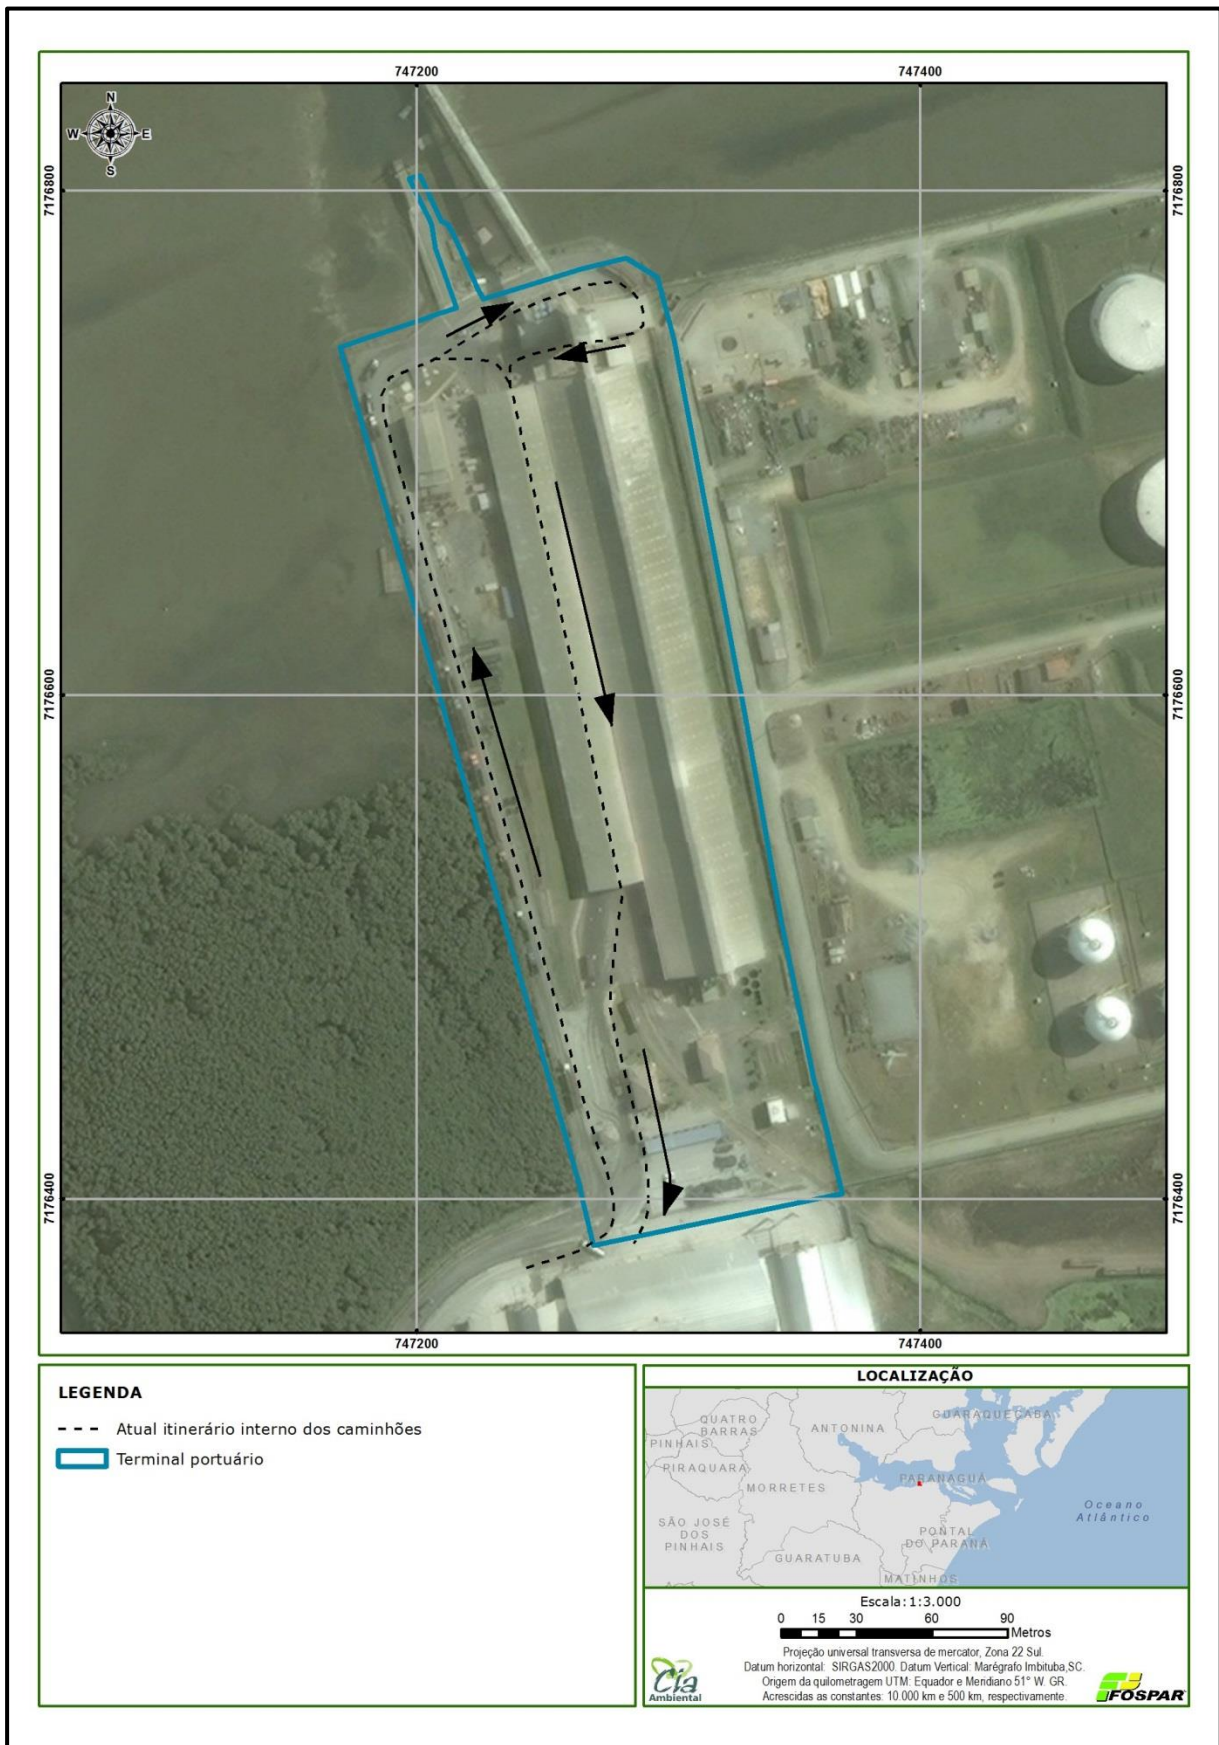 747200
747400
N
W
E
S
7176800
7176800
7176600
7176600
7176400
7176400
747200
747400
LEGENDA
Atual itinerário interno dos caminhões
Terminal portuário
LOCALIZAÇÃO
QUATRO
BARRAS
ANTONINA
GUARAQUEÇABA
PINHAIS
PIRAQUARA
MORRETES
PARANAGUÁ
SÃO JOSÉ
DOS
PINHAIS
Oceano
Atlântico
PONTAL
DO PARANÁ
GUARATUBA
MATINHOS
Escala: 1:3.000
0 15 30 60 90
Metros
Projeção universal transversa de mercator, Zona 22 Sul.
Datum horizontal: SIRGAS2000. Datum Vertical: Marégrafo Imbituba,SC.
Origem da quilometragem UTM: Equador e Meridiano 51° W. GR.
Acrescidas as constantes: 10.000 km e 500 km, respectivamente.
Cia
Ambiental
FOSPAR